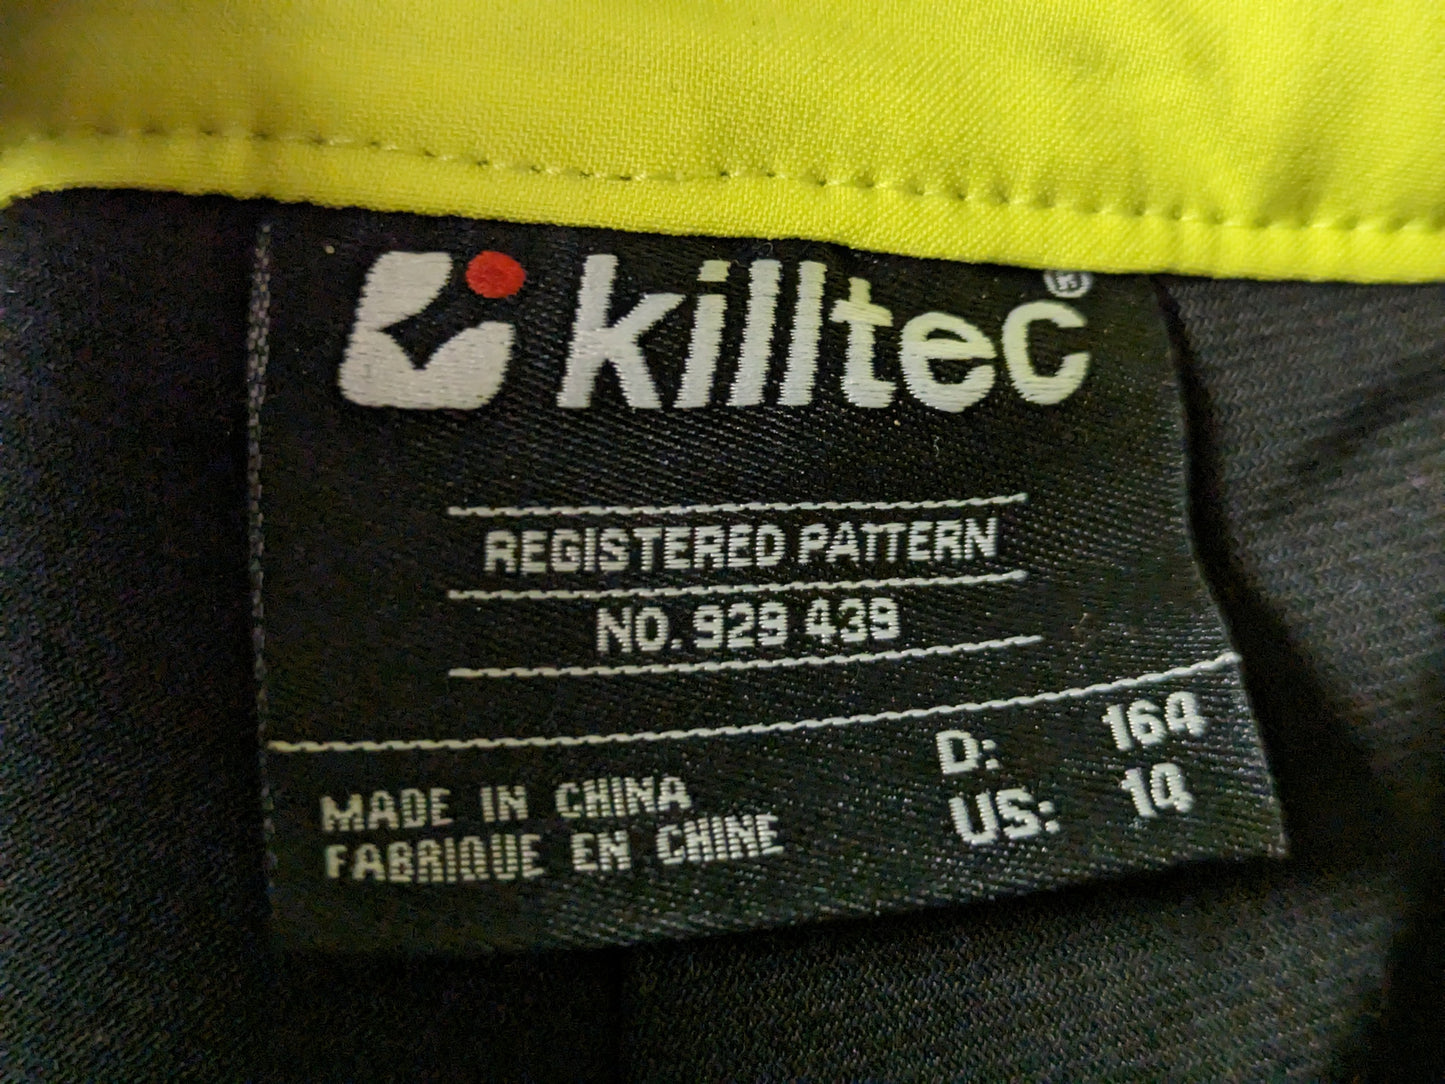 killtec®
REGISTERED PATTERN
NO. 929 439
D: 164
US: 14
MADE IN CHINA
FABRIQUE EN CHINE